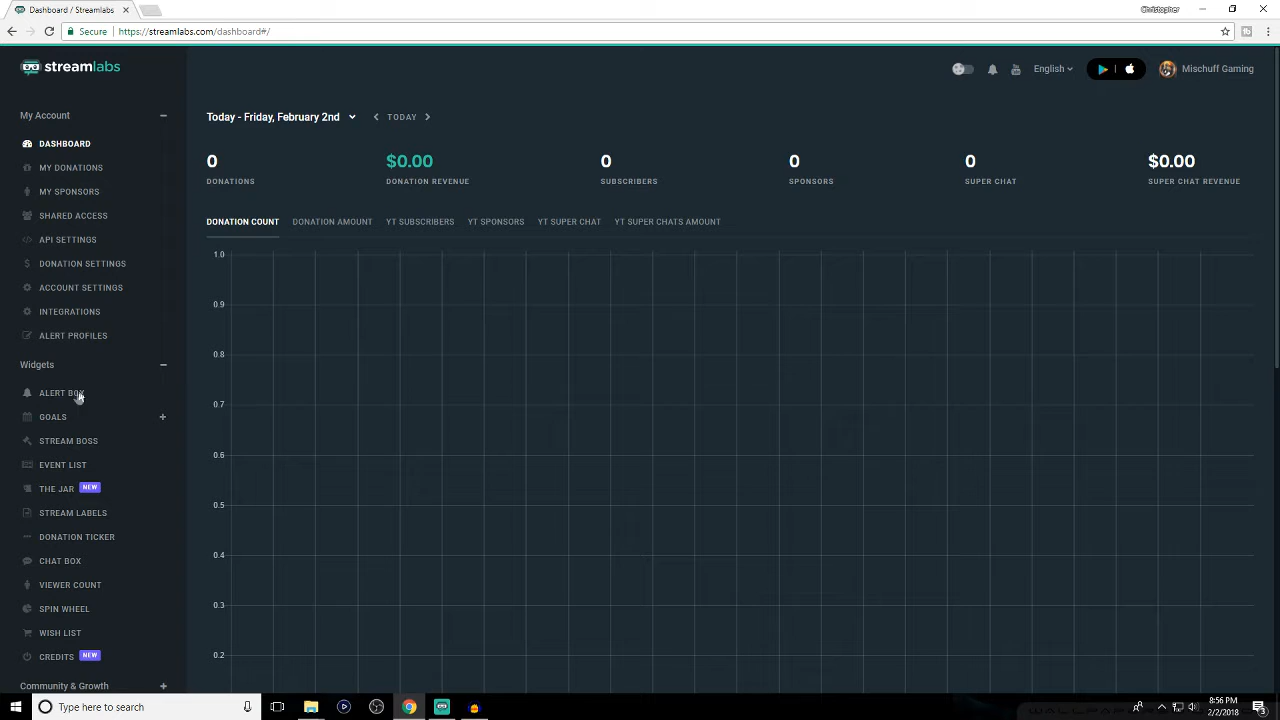 Dashboard / Streamlabs
Christopher
Secure
https://streamlabs.com/dashboard#/
streamlabs
English
Mischuff Gaming
My Account
DASHBOARD
MY DONATIONS
MY SPONSORS
SHARED ACCESS
API SETTINGS
DONATION SETTINGS
ACCOUNT SETTINGS
INTEGRATIONS
ALERT PROFILES
Widgets
ALERT BOX
GOALS
STREAM BOSS
EVENT LIST
THE JAR NEW
STREAM LABELS
DONATION TICKER
CHAT BOX
VIEWER COUNT
SPIN WHEEL
WISH LIST
CREDITS NEW
Community & Growth
Today - Friday, February 2nd
TODAY
0 $0.00 0 0 0 $0.00
DONATIONS DONATION REVENUE SUBSCRIBERS SPONSORS SUPER CHAT SUPER CHAT REVENUE
DONATION COUNT DONATION AMOUNT YT SUBSCRIBERS YT SPONSORS YT SUPER CHAT YT SUPER CHATS AMOUNT
1.0
0.9
0.8
0.7
0.6
0.5
0.4
0.3
0.2
Type here to search
8:56 PM
2/2/2018